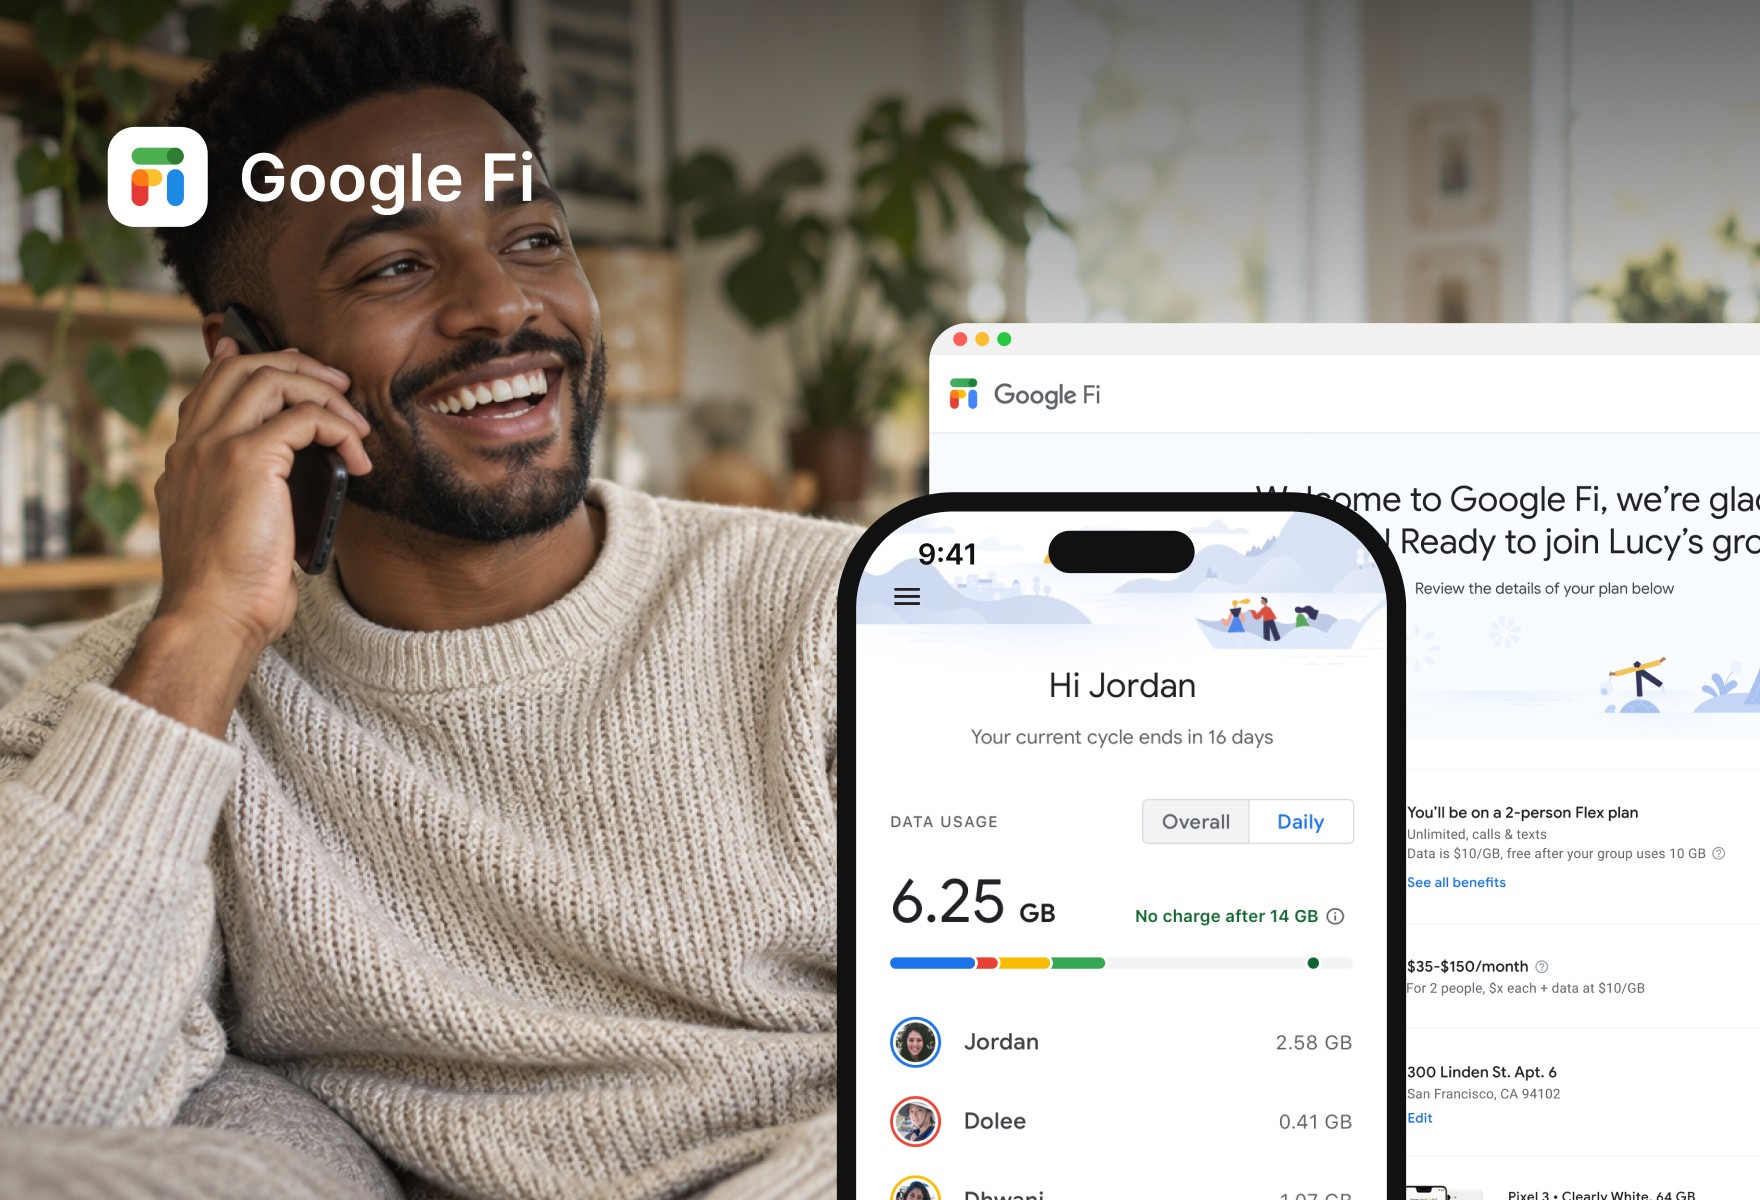 Google Fi
Google Fi
Welcome to Google Fi, we're glad
! Ready to join Lucy's gro
Review the details of your plan below
9:41
Hi Jordan
Your current cycle ends in 16 days
DATA USAGE
Overall
Daily
6.25 GB
No charge after 14 GB
Jordan
2.58 GB
Dolee
0.41 GB
Dhwani
1.07 GB
You'll be on a 2-person Flex plan
Unlimited, calls & texts
Data is $10/GB, free after your group uses 10 GB
See all benefits
$35-$150/month
For 2 people, $x each + data at $10/GB
300 Linden St. Apt. 6
San Francisco, CA 94102
Edit
Pixel 3 • Clearly White, 64 GB